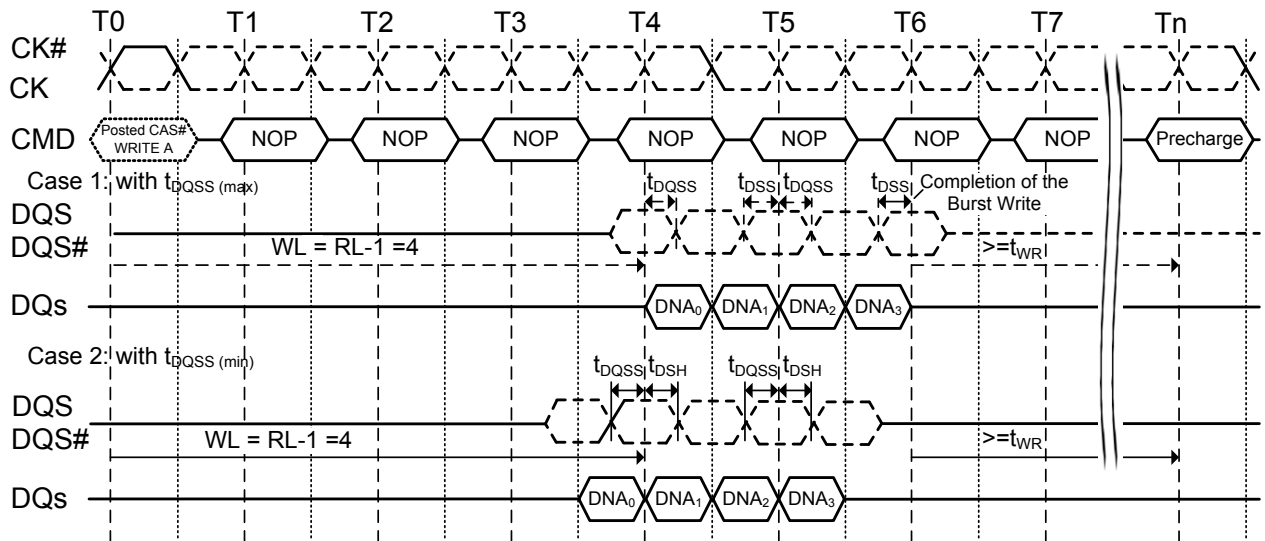 T0 T1 T2 T3 T4 T5 T6 T7 Tn
CK#
CK
CMD Posted CAS# WRITE A NOP NOP NOP NOP NOP NOP NOP Precharge
Case 1: with tDQSS (max)
tDQSS tDSS tDQSS tDSS Completion of the Burst Write
DQS
DQS# WL = RL-1 =4 >=tWR
DQs DNA0 DNA1 DNA2 DNA3
Case 2: with tDQSS (min)
tDQSS tDSH tDQSS tDSH
DQS
DQS# WL = RL-1 =4 >=tWR
DQs DNA0 DNA1 DNA2 DNA3